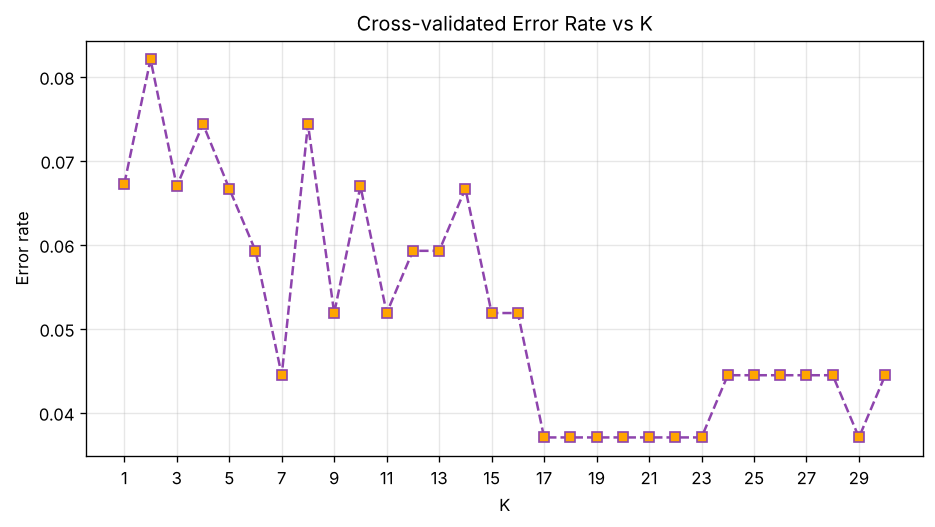 Cross-validated Error Rate vs K
0.08
0.07
0.06
0.05
0.04
Error rate
1 3 5 7 9 11 13 15 17 19 21 23 25 27 29
K